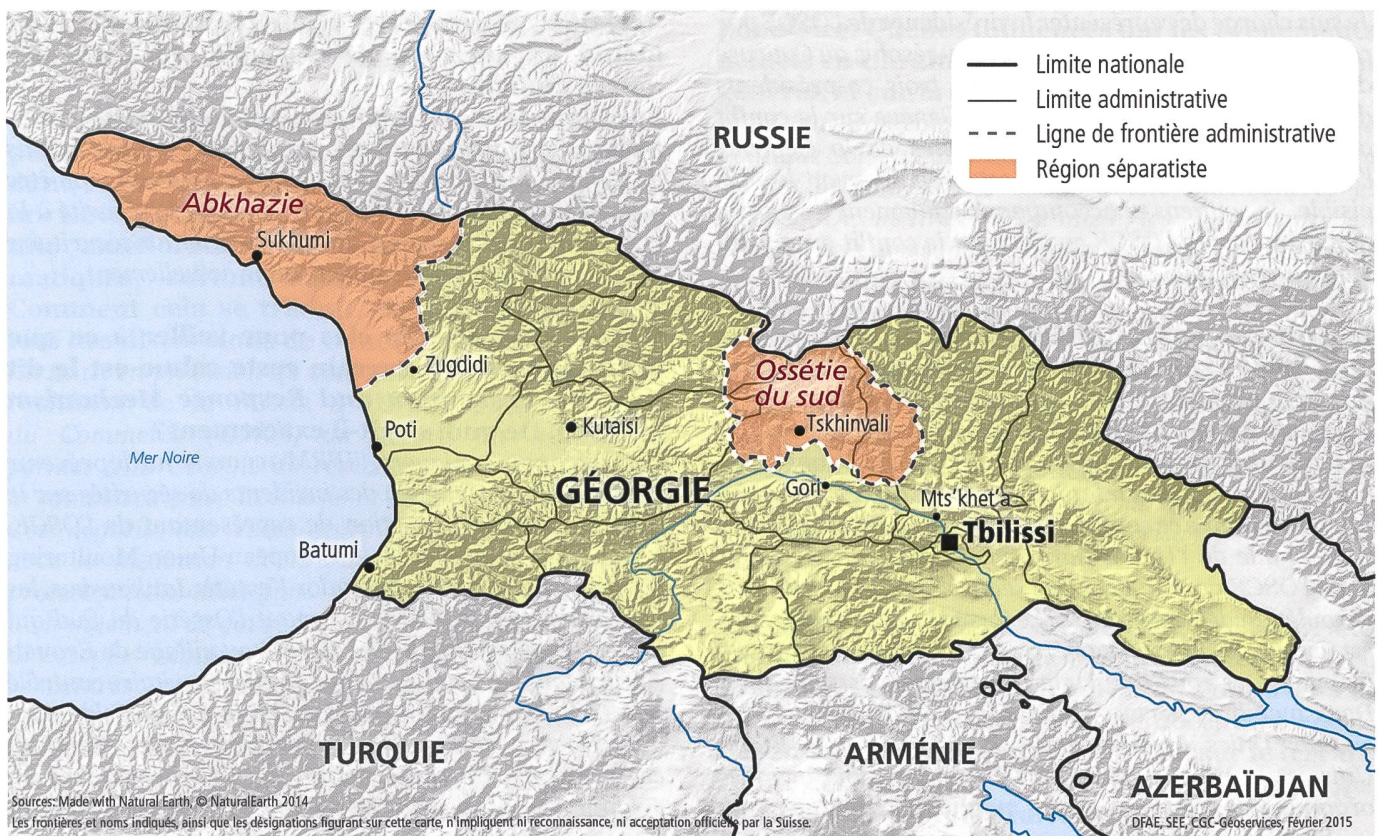 Limite nationale
Limite administrative
Ligne de frontière administrative
Région séparatiste
RUSSIE
Abkhazie
Sukhumi
Zugdidi
Ossétie
du sud
Tskhinvali
Kutaïsi
Poti
Mer Noire
GÉORGIE
Gori
Mts'khet'a
Tbilissi
Batumi
TURQUIE
ARMÉNIE
AZERBAÏDJAN
Sources: Made with Natural Earth, © NaturalEarth 2014
Les frontières et noms indiqués, ainsi que les désignations figurant sur cette carte, n'impliquent ni reconnaissance, ni acceptation officielle par la Suisse.
DFAE, SEE, CGC-Géoservices, Février 2015